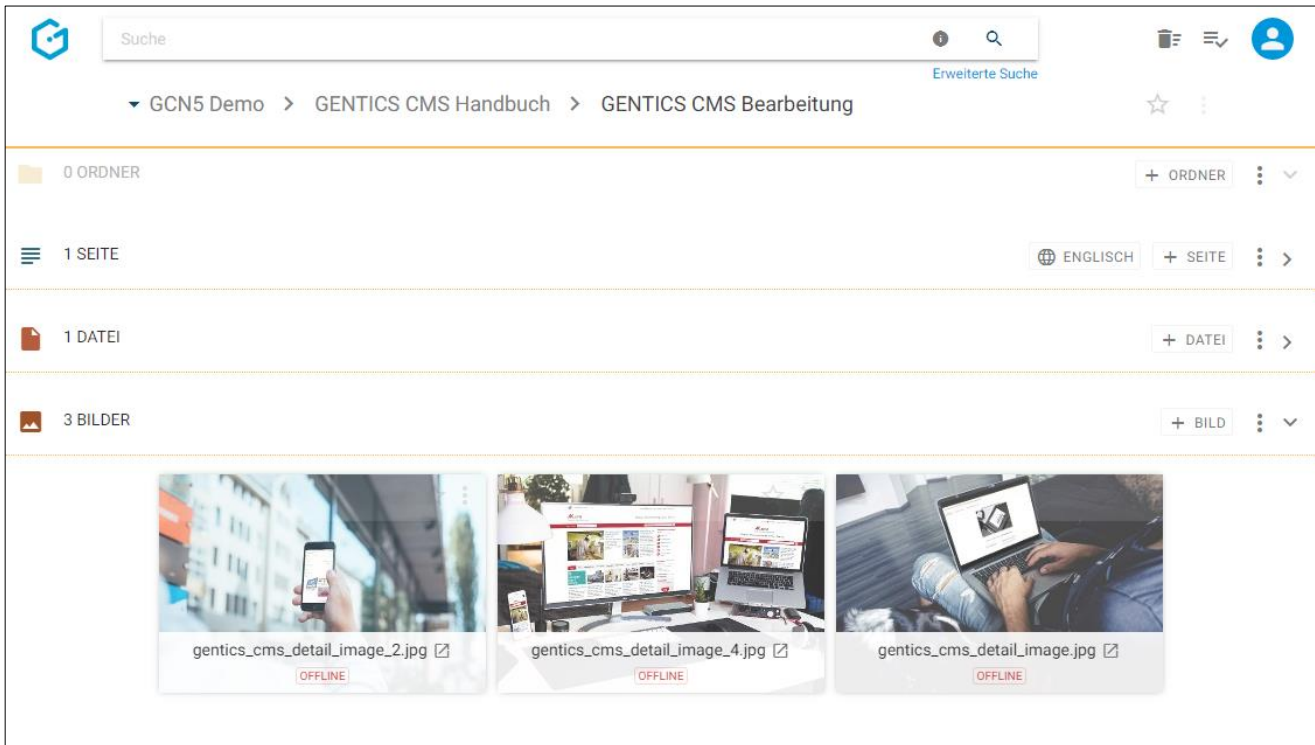 Suche
Erweiterte Suche
GCN5 Demo > GENTICS CMS Handbuch > GENTICS CMS Bearbeitung
0 ORDNER + ORDNER
1 SEITE ENGLISCH + SEITE
1 DATEI + DATEI
3 BILDER + BILD
gentics_cms_detail_image_2.jpg gentics_cms_detail_image_4.jpg gentics_cms_detail_image.jpg
OFFLINE OFFLINE OFFLINE